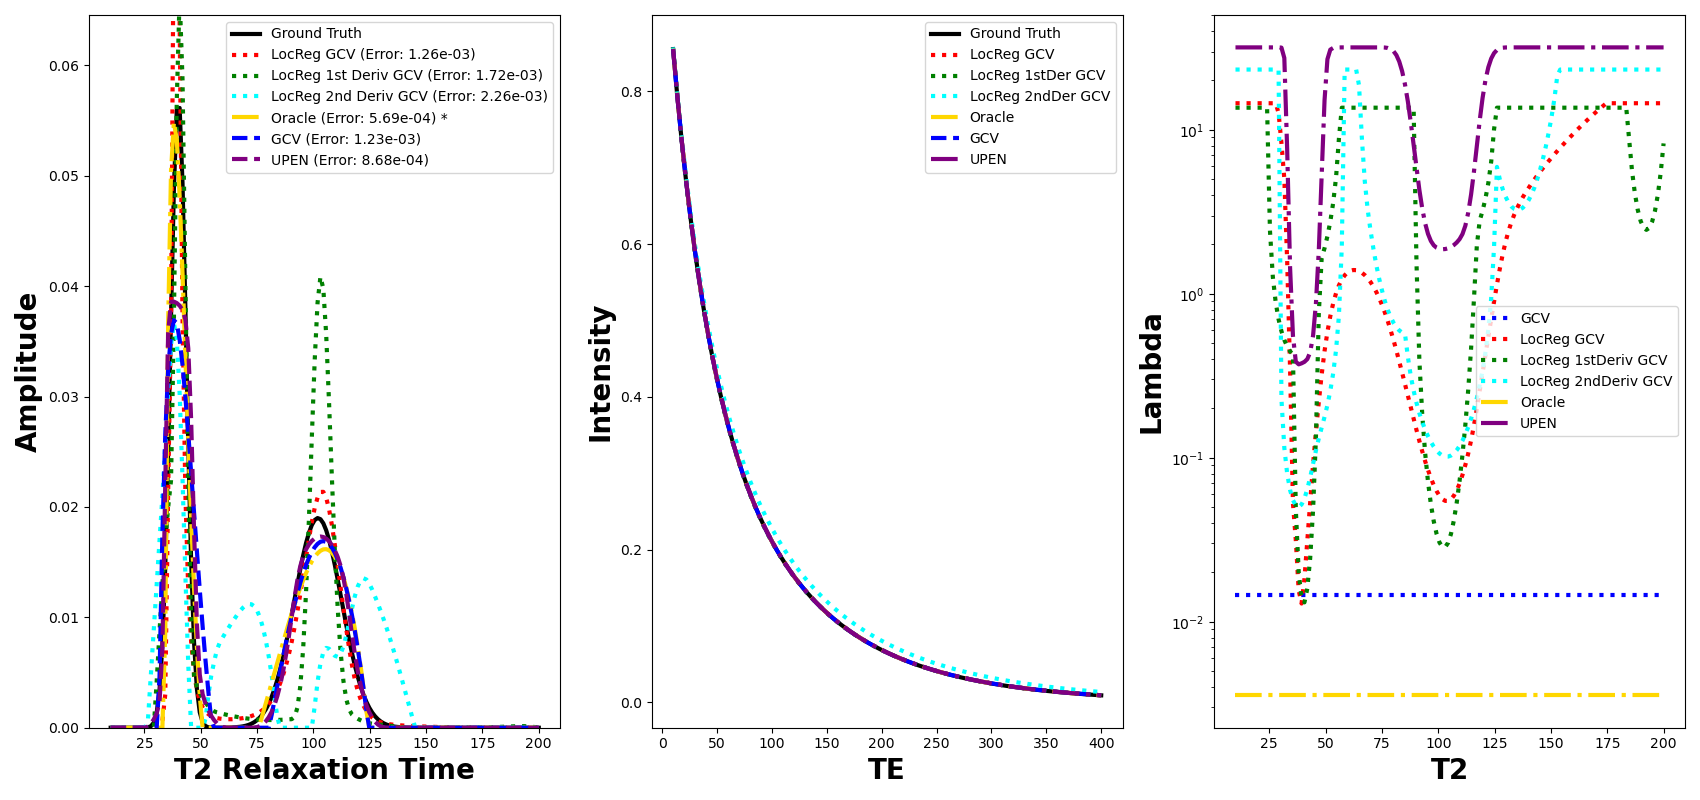 Amplitude
0.06
0.05
0.04
0.03
0.02
0.01
0.00
25 50 75 100 125 150 175 200
T2 Relaxation Time
Ground Truth
LocReg GCV (Error: 1.26e-03)
LocReg 1st Deriv GCV (Error: 1.72e-03)
LocReg 2nd Deriv GCV (Error: 2.26e-03)
Oracle (Error: 5.69e-04) *
GCV (Error: 1.23e-03)
UPEN (Error: 8.68e-04)
Intensity
0.8
0.6
0.4
0.2
0.0
0 50 100 150 200 250 300 350 400
TE
Ground Truth
LocReg GCV
LocReg 1stDer GCV
LocReg 2ndDer GCV
Oracle
GCV
UPEN
Lambda
10¹
10⁰
10⁻¹
10⁻²
25 50 75 100 125 150 175 200
T2
GCV
LocReg GCV
LocReg 1stDeriv GCV
LocReg 2ndDeriv GCV
Oracle
UPEN